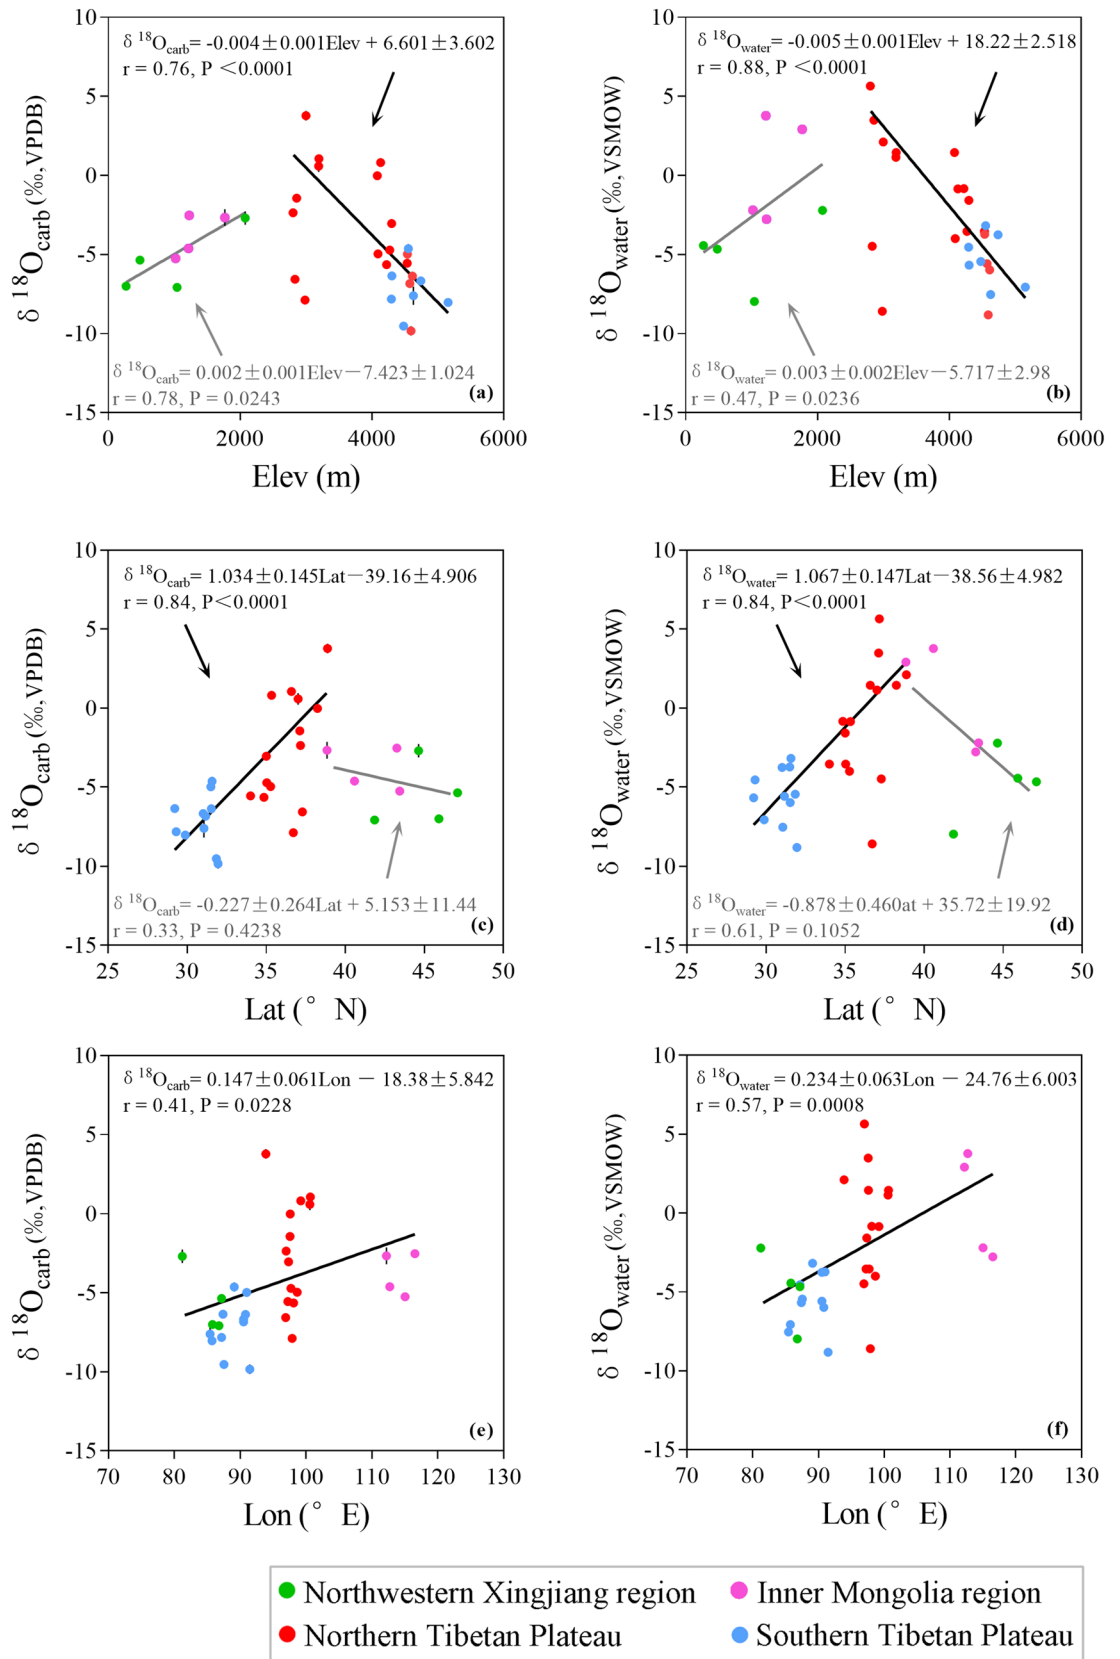 δ 18Ocarb= -0.004±0.001Elev + 6.601±3.602
r = 0.76, P <0.0001
δ 18Ocarb(‰,VPDB)
10
5
0
-5
-10
-15
δ 18Ocarb= 0.002±0.001Elev−7.423±1.024
r = 0.78, P = 0.0243
(a)
0 2000 4000 6000
Elev (m)
δ 18Owater= -0.005±0.001Elev + 18.22±2.518
r = 0.88, P <0.0001
δ 18Owater(‰,VSMOW)
10
5
0
-5
-10
-15
δ 18Owater= 0.003±0.002Elev−5.717±2.98
r = 0.47, P = 0.0236
(b)
0 2000 4000 6000
Elev (m)
δ 18Ocarb= 1.034±0.145Lat−39.16±4.906
r = 0.84, P<0.0001
δ 18Ocarb(‰,VPDB)
10
5
0
-5
-10
-15
δ 18Ocarb= -0.227±0.264Lat + 5.153±11.44
r = 0.33, P = 0.4238
(c)
25 30 35 40 45 50
Lat (° N)
δ 18Owater= 1.067±0.147Lat−38.56±4.982
r = 0.84, P<0.0001
δ 18Owater(‰,VSMOW)
10
5
0
-5
-10
-15
δ 18Owater= -0.878±0.460at + 35.72±19.92
r = 0.61, P = 0.1052
(d)
25 30 35 40 45 50
Lat (° N)
δ 18Ocarb= 0.147±0.061Lon − 18.38±5.842
r = 0.41, P = 0.0228
δ 18Ocarb(‰,VPDB)
10
5
0
-5
-10
-15
(e)
70 80 90 100 110 120 130
Lon (° E)
δ 18Owater = 0.234±0.063Lon − 24.76±6.003
r = 0.57, P = 0.0008
δ 18Owater(‰,VSMOW)
10
5
0
-5
-10
-15
(f)
70 80 90 100 110 120 130
Lon (° E)
Northwestern Xingjiang region
Inner Mongolia region
Northern Tibetan Plateau
Southern Tibetan Plateau